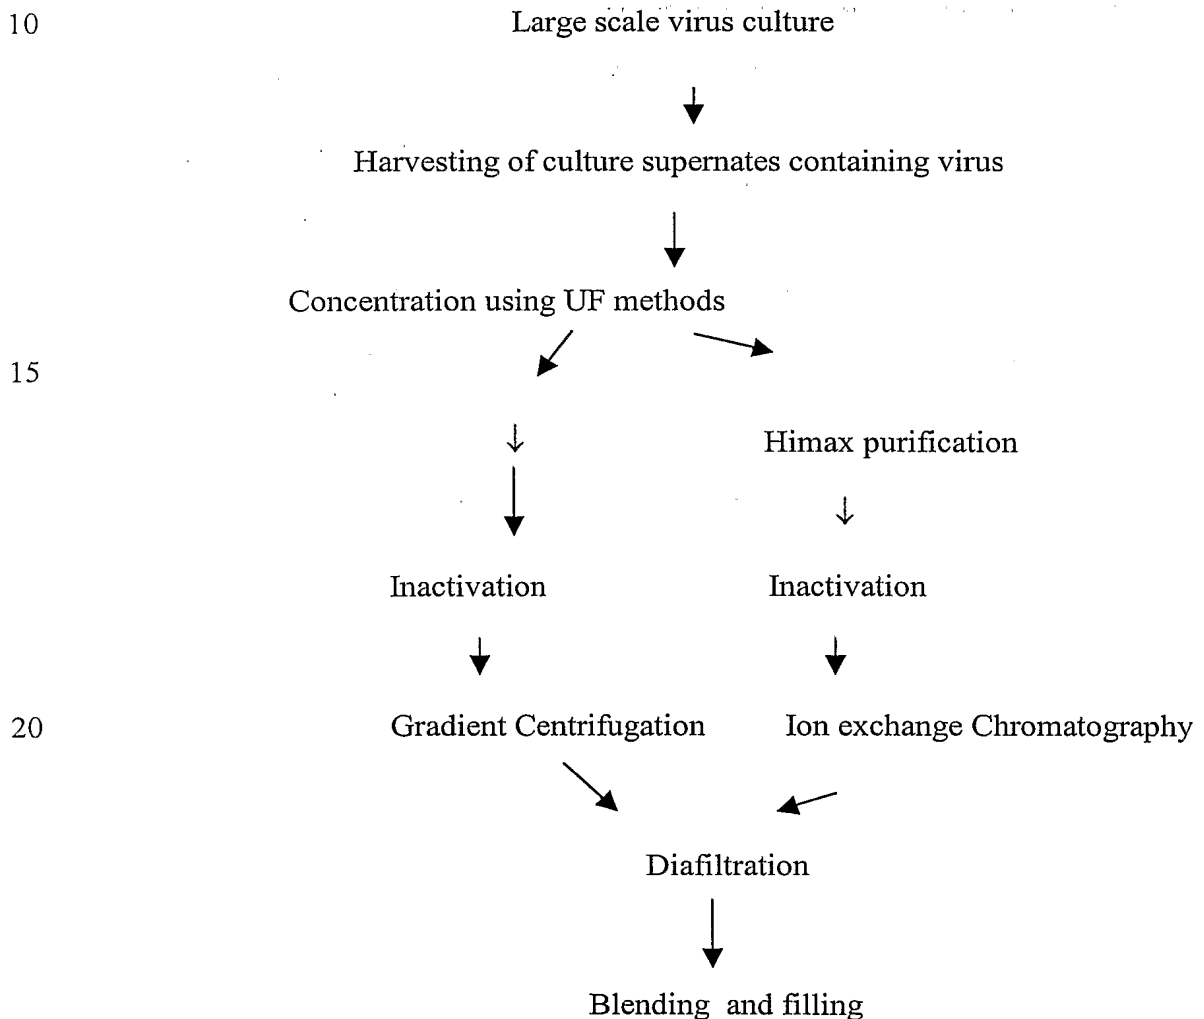 10 Large scale virus culture
↓
Harvesting of culture supernates containing virus
↓
Concentration using UF methods
15
↓ Himax purification
↓
Inactivation Inactivation
20 Gradient Centrifugation Ion exchange Chromatography
Diafiltration
Blending and filling